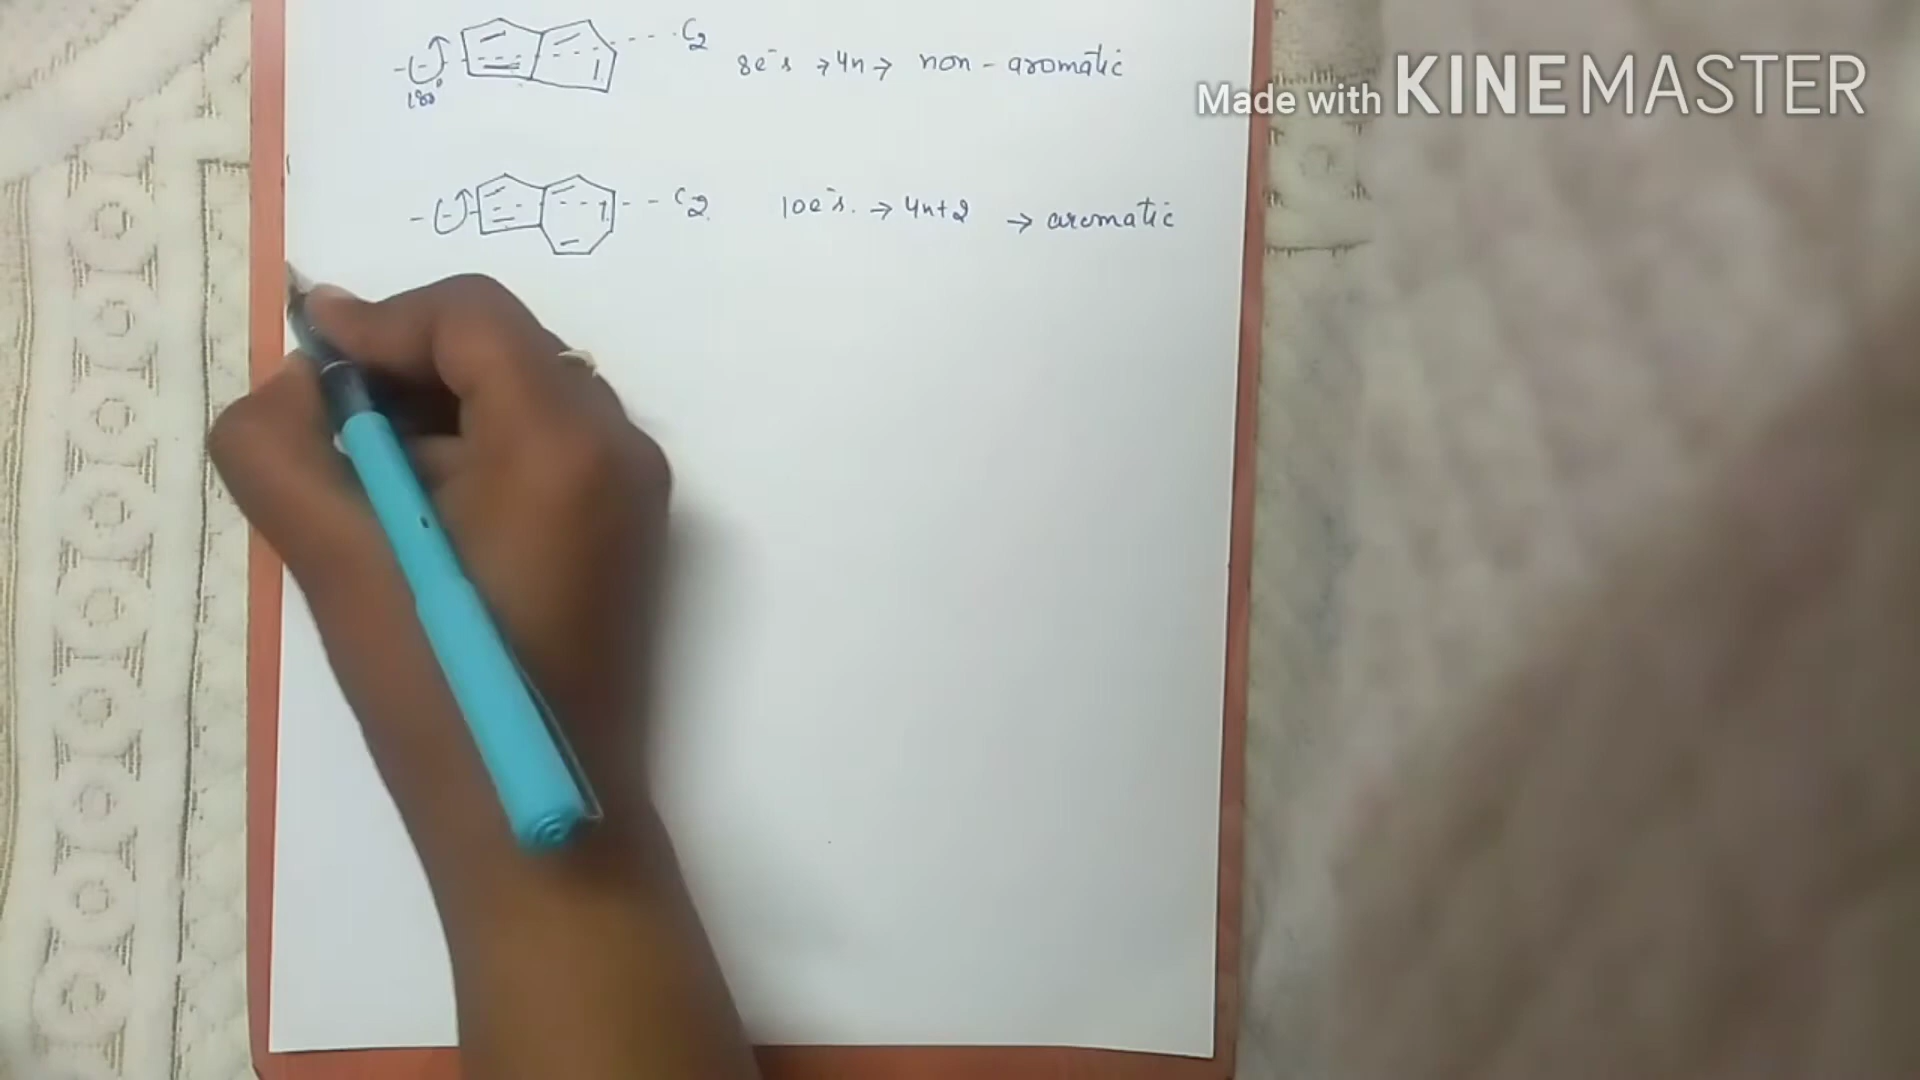 C2 8e⁻s → 4n → non-aromatic
180°
Made with KINEMASTER
C2. 10e⁻s. → 4n+2 → aromatic